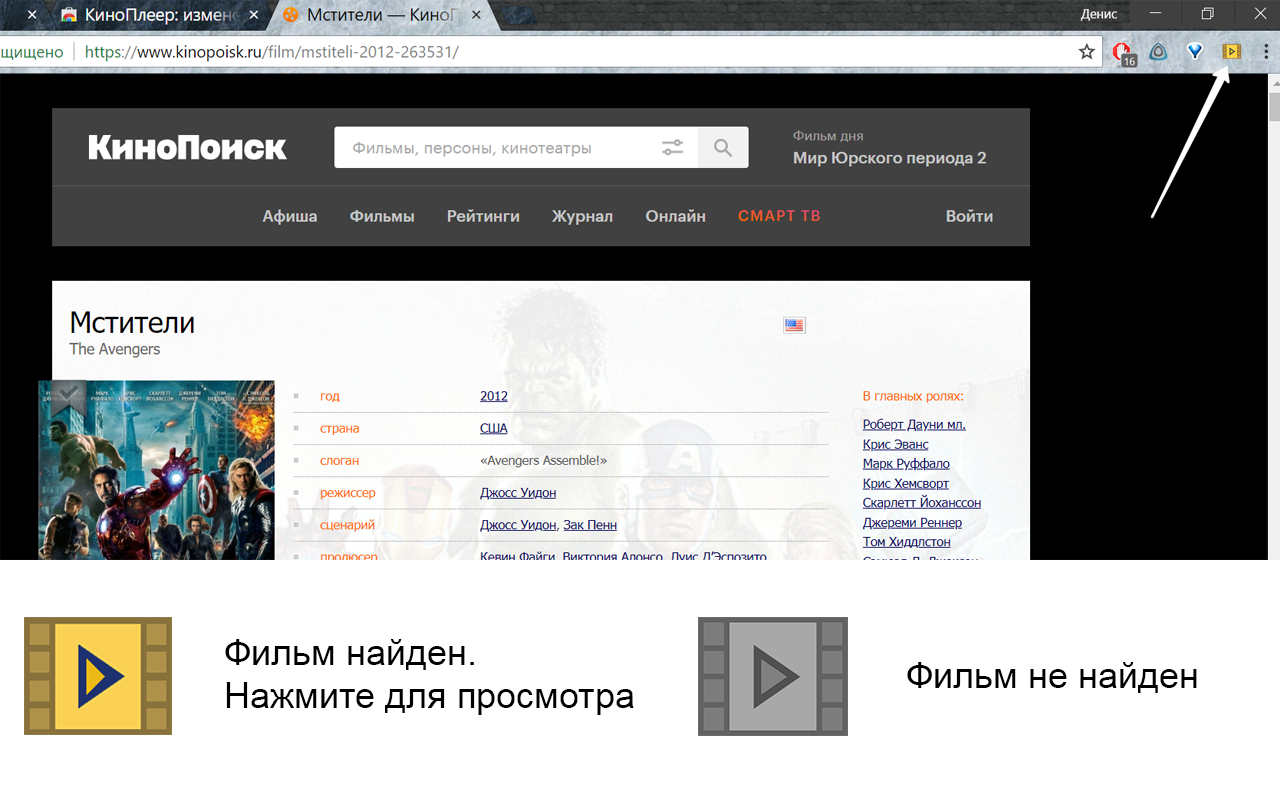 КиноПлеер: измене
Мстители — КиноП
Денис
щищено https://www.kinopoisk.ru/film/mstiteli-2012-263531/
16
КиноПоиск
Фильмы, персоны, кинотеатры
Фильм дня
Мир Юрского периода 2
Афиша Фильмы Рейтинги Журнал Онлайн СМАРТ ТВ Войти
Мстители
The Avengers
год 2012
страна США
слоган «Avengers Assemble!»
режиссер Джосс Уидон
сценарий Джосс Уидон, Зак Пенн
продюсер Кевин Файги, Виктория Алонсо, Луис Д'Эспозито
В главных ролях:
Роберт Дауни мл.
Крис Эванс
Марк Руффало
Крис Хемсворт
Скарлетт Йоханссон
Джереми Реннер
Том Хиддлстон
Фильм найден.
Нажмите для просмотра
Фильм не найден